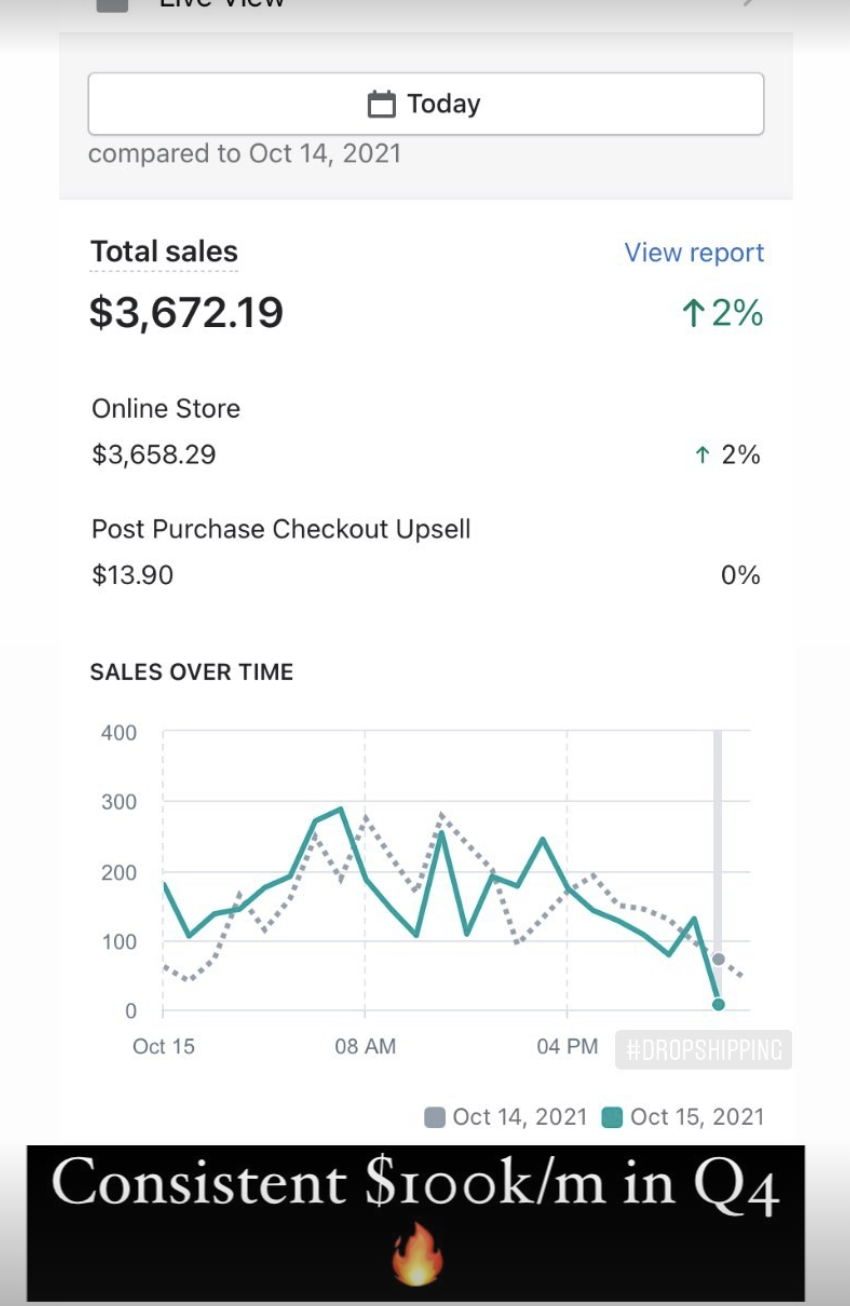 Live View
Today
compared to Oct 14, 2021
Total sales
View report
$3,672.19
↑2%
Online Store
$3,658.29
↑ 2%
Post Purchase Checkout Upsell
$13.90
0%
SALES OVER TIME
400
300
200
100
0
Oct 15
08 AM
04 PM
#DROPSHIPPING
Oct 14, 2021
Oct 15, 2021
Consistent $100k/m in Q4
🔥